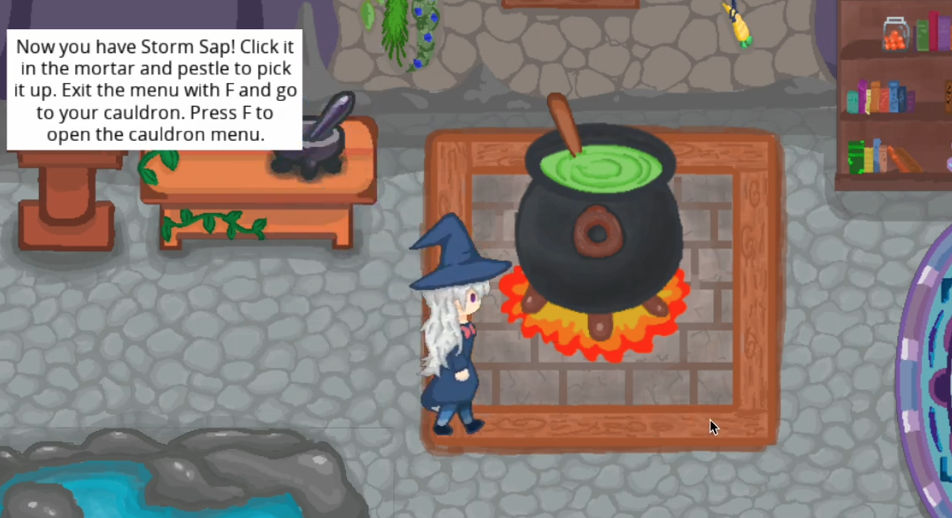 Now you have Storm Sap! Click it
in the mortar and pestle to pick
it up. Exit the menu with F and go
to your cauldron. Press F to
open the cauldron menu.